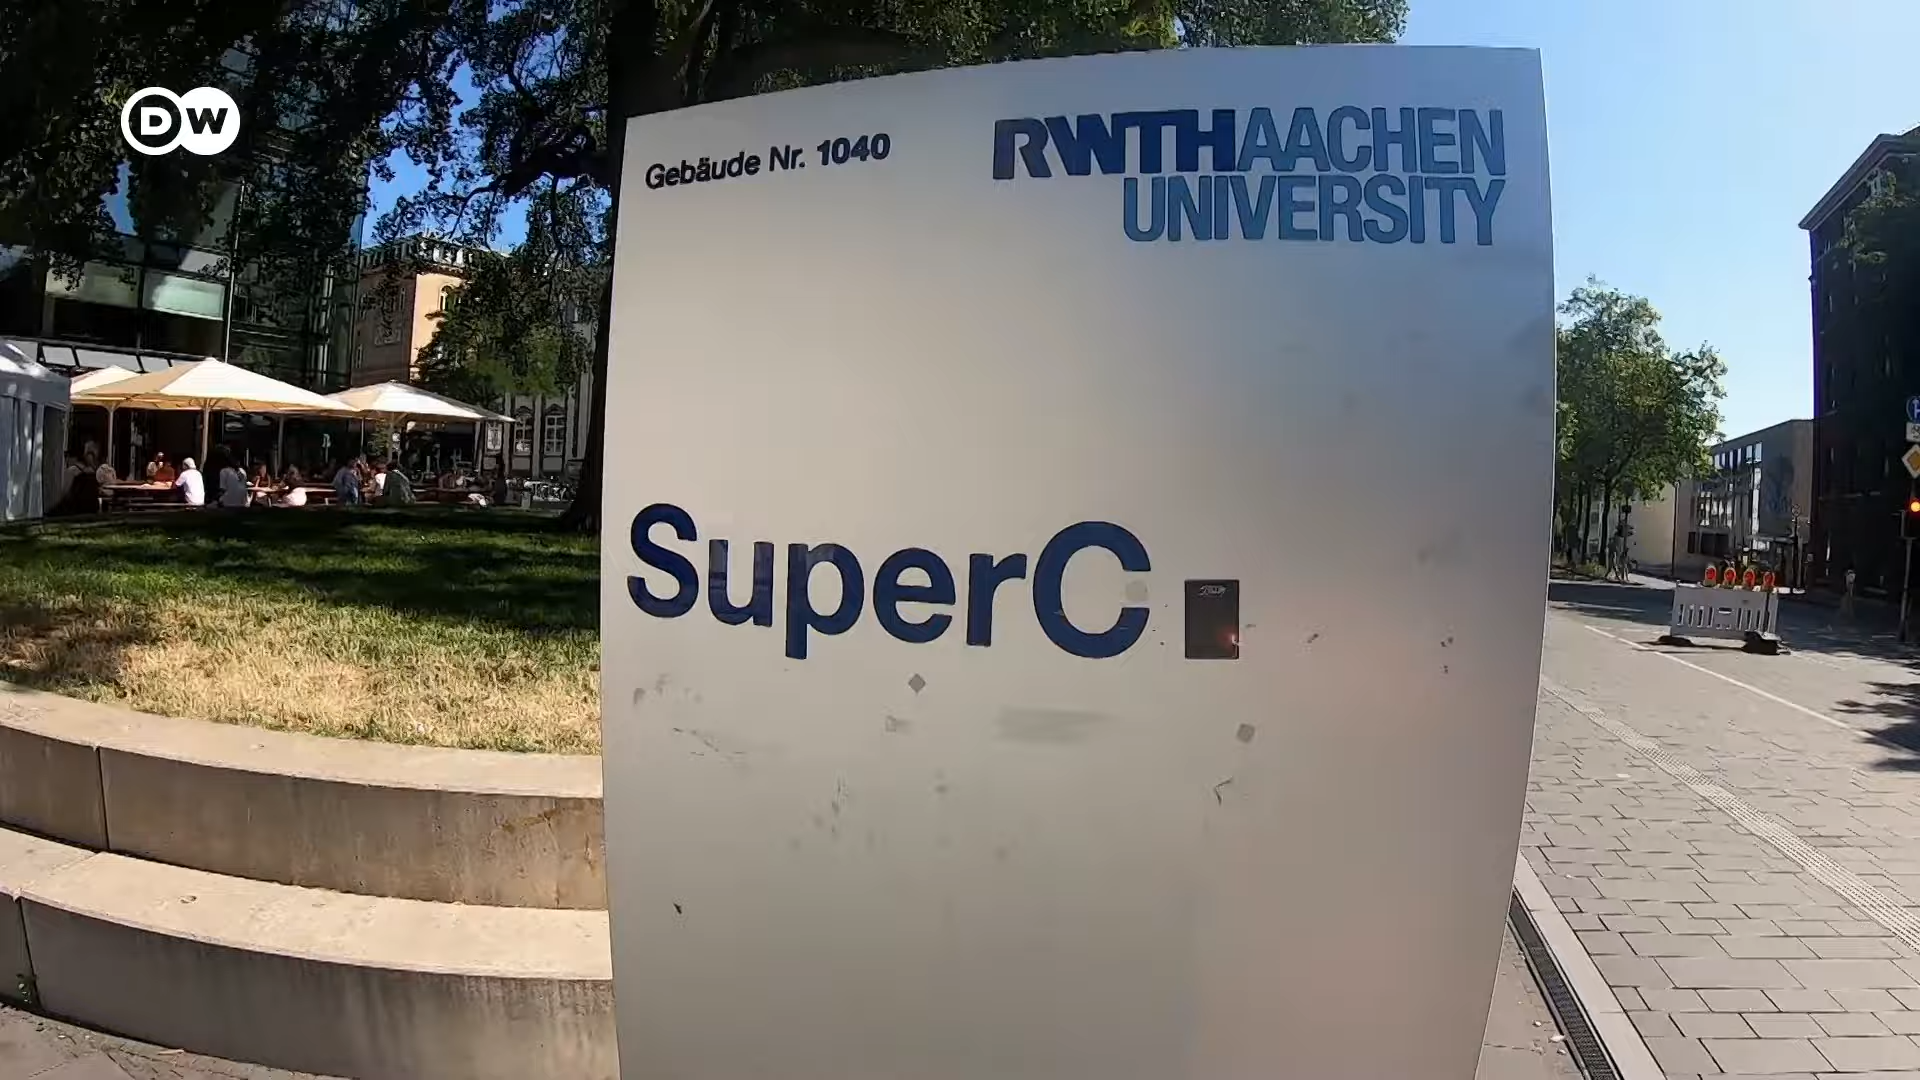 DW
Gebäude Nr. 1040
RWTHAACHEN
UNIVERSITY
SuperC